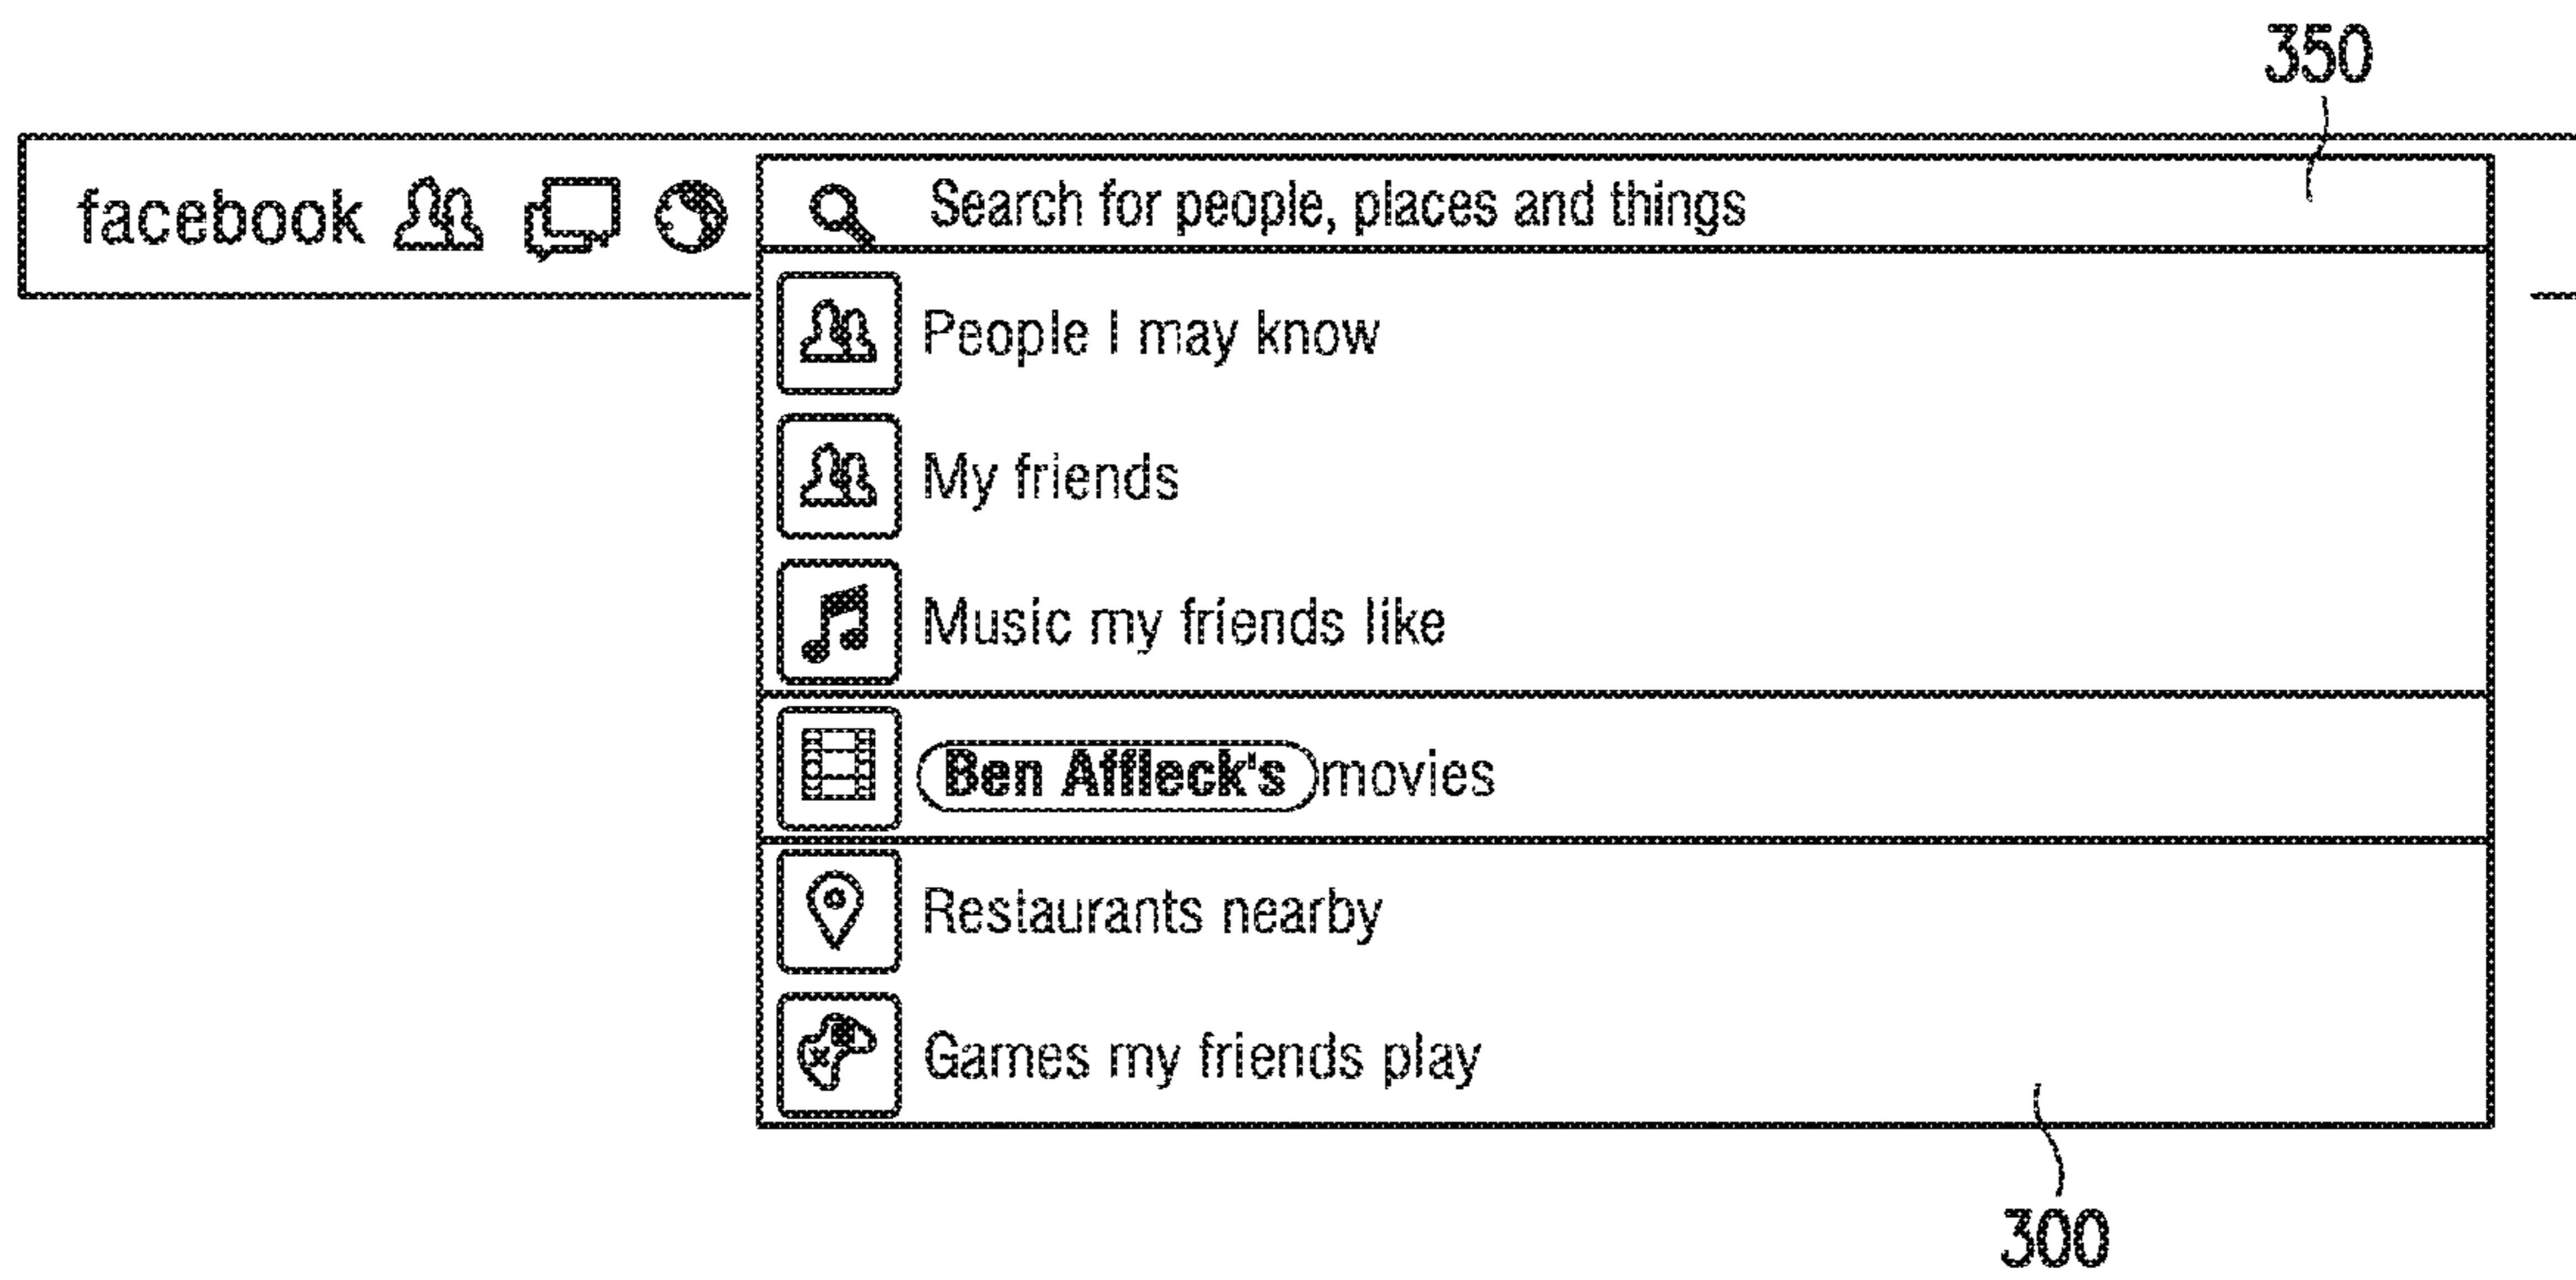 350
facebook
Search for people, places and things
People I may know
My friends
Music my friends like
Ben Affleck's movies
Restaurants nearby
Games my friends play
300